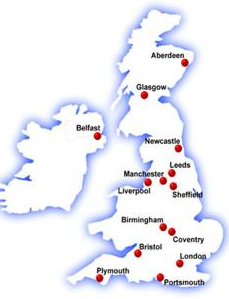 Aberdeen
Glasgow
Belfast
Newcastle
Leeds
Manchester
Liverpool
Sheffield
Birmingham
Coventry
Bristol
London
Plymouth
Portsmouth